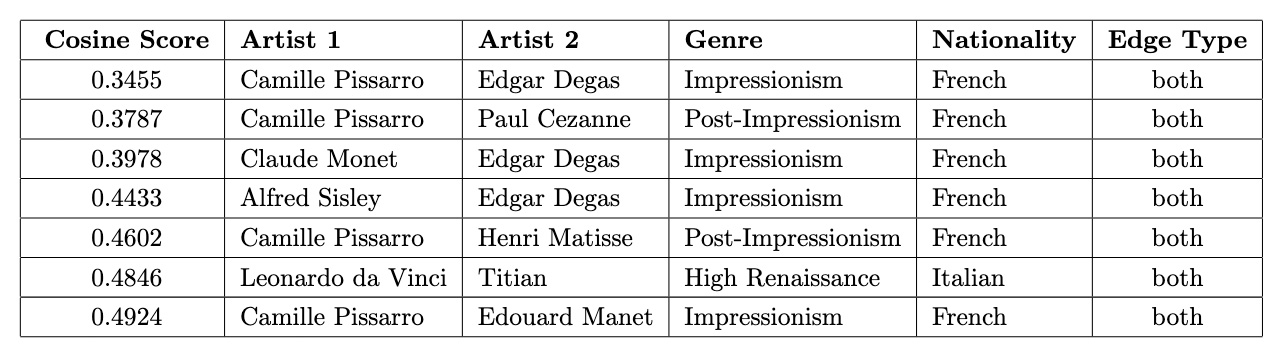 Cosine Score Artist 1 Artist 2 Genre Nationality Edge Type
0.3455 Camille Pissarro Edgar Degas Impressionism French both
0.3787 Camille Pissarro Paul Cezanne Post-Impressionism French both
0.3978 Claude Monet Edgar Degas Impressionism French both
0.4433 Alfred Sisley Edgar Degas Impressionism French both
0.4602 Camille Pissarro Henri Matisse Post-Impressionism French both
0.4846 Leonardo da Vinci Titian High Renaissance Italian both
0.4924 Camille Pissarro Edouard Manet Impressionism French both